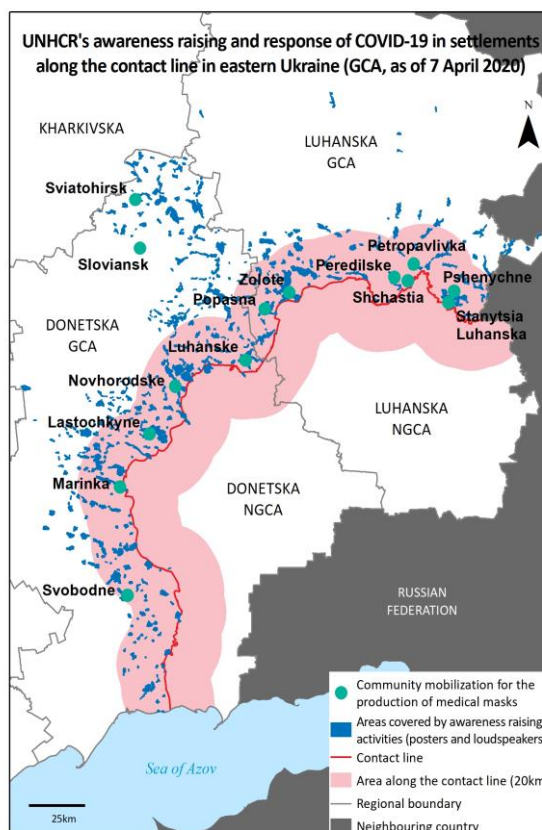 UNHCR's awareness raising and response of COVID-19 in settlements
along the contact line in eastern Ukraine (GCA, as of 7 April 2020)
KHARKIVSKA
LUHANSKA
GCA
N
Sviatohirsk
Sloviansk
Petropavlivka
Peredilske
Zolote
Pshenychne
Popasna
Shchastia
Stanytsia
Luhanska
DONETSKA
GCA
Luhanske
Novhorodske
LUHANSKA
NGCA
Lastochkyne
Marinka
DONETSKA
NGCA
Svobodne
RUSSIAN
FEDERATION
Sea of Azov
25km
Community mobilization for the
production of medical masks
Areas covered by awareness raising
activities (posters and loudspeakers
Contact line
Area along the contact line (20km
Regional boundary
Neighbouring country